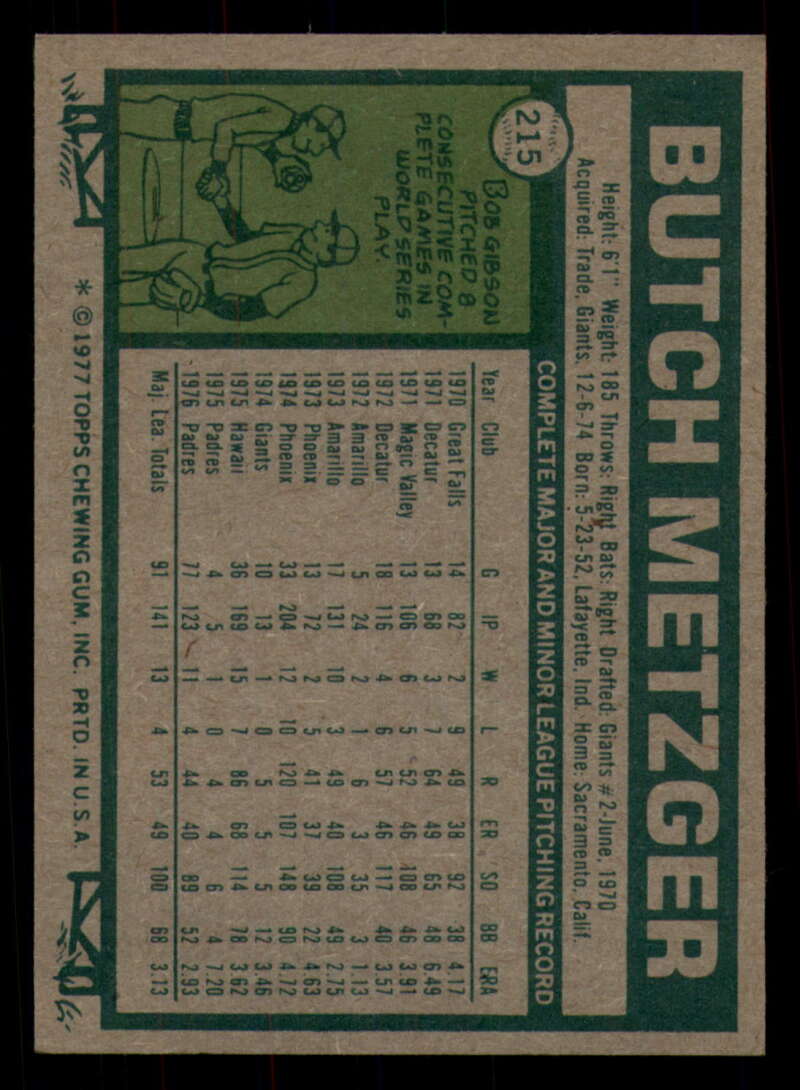 BUTCH METZGER
215
Height: 6'1" Weight: 185 Throws: Right Bats: Right Drafted: Giants #2-June, 1970
Acquired: Trade, Giants, 12-6-74 Born: 5-23-52, Lafayette, Ind. Home: Sacramento, Calif.
BOB GIBSON
PITCHED 8
CONSECUTIVE COM-
PLETE GAMES IN
WORLD SERIES
PLAY.
COMPLETE MAJOR AND MINOR LEAGUE PITCHING RECORD
Year Club G IP W L R ER SO BB ERA
1970 Great Falls 14 82 2 9 49 38 92 38 4.17
1971 Decatur 13 68 3 7 64 49 65 48 6.49
1971 Magic Valley 13 106 6 5 52 46 108 46 3.91
1972 Decatur 18 116 4 6 57 46 117 40 3.57
1972 Amarillo 5 24 2 1 6 3 35 3 1.13
1973 Amarillo 17 131 10 3 49 40 108 49 2.75
1973 Phoenix 13 72 2 5 41 37 39 22 4.63
1974 Phoenix 33 204 12 10 120 107 148 90 4.72
1974 Giants 10 13 1 0 5 5 5 12 3.46
1975 Hawaii 36 169 15 7 86 68 114 78 3.62
1975 Padres 4 5 1 0 4 4 6 4 7.20
1976 Padres 77 123 11 4 44 40 89 52 2.93
Maj. Lea. Totals 91 141 13 4 53 49 100 68 3.13
* © 1977 TOPPS CHEWING GUM, INC. PRTD. IN U.S.A.